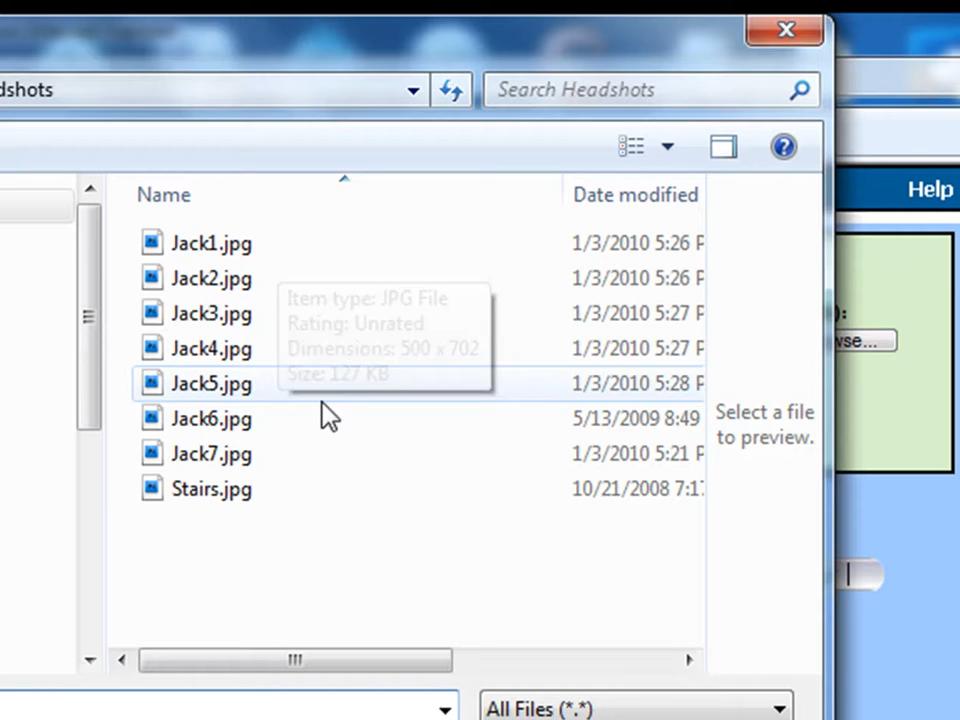 dshots
Search Headshots
Help
Name
Date modified
Jack1.jpg
1/3/2010 5:26 P
Jack2.jpg
1/3/2010 5:26 P
Jack3.jpg
1/3/2010 5:27 P
Jack4.jpg
1/3/2010 5:27 P
Jack5.jpg
1/3/2010 5:28 P
Jack6.jpg
5/13/2009 8:49
Jack7.jpg
1/3/2010 5:21 P
Stairs.jpg
10/21/2008 7:17
Item type: JPG File
Rating: Unrated
Dimensions: 500 x 702
Size: 127 KB
Select a file
to preview.
):
wse...
All Files (*.*)